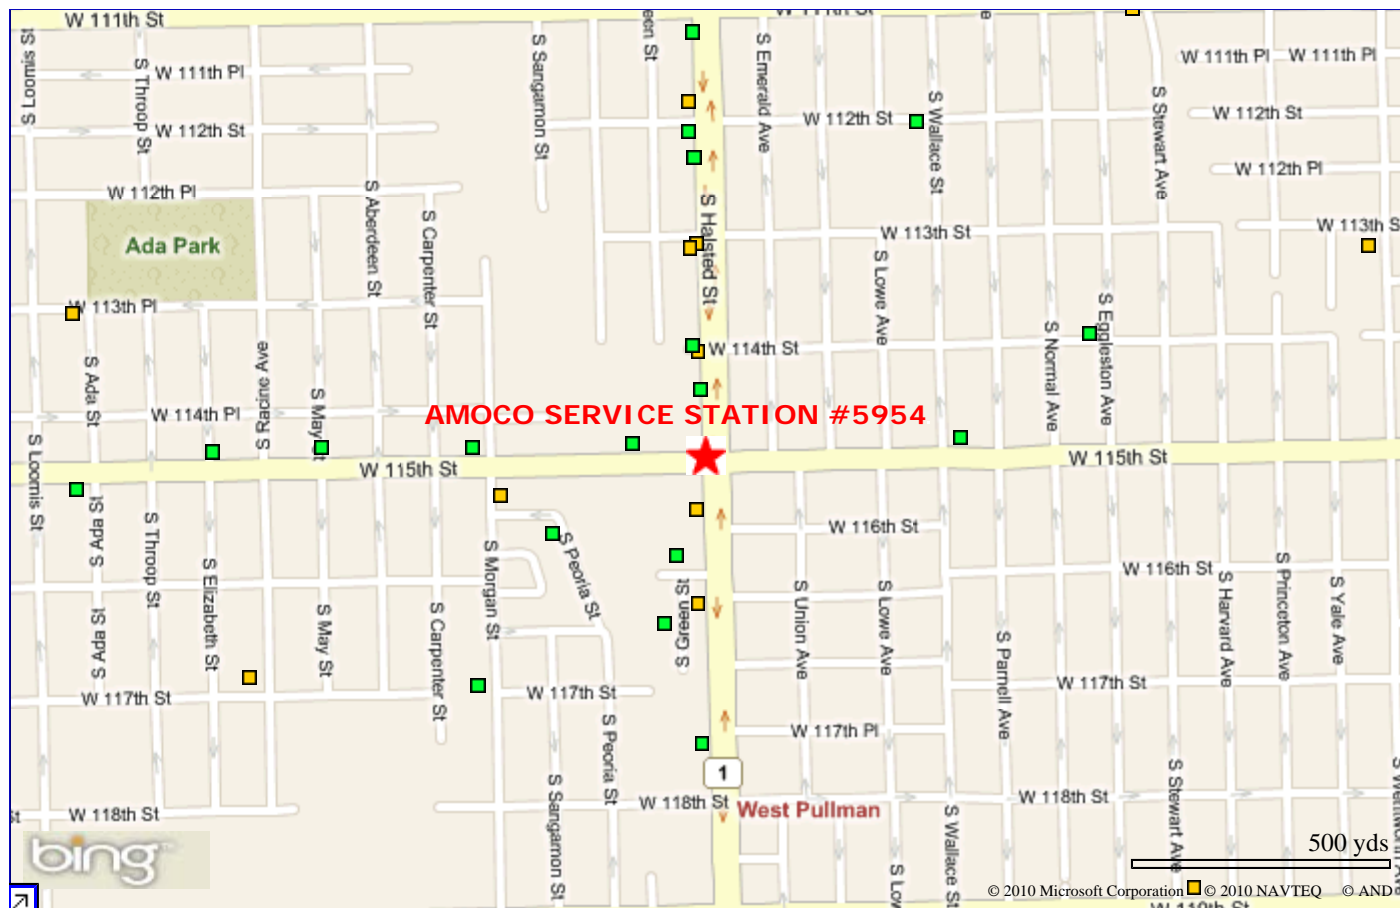 W 111th St
W 111th Pl
W 111th Pl
W 111th Pl
S Loomis St
S Throop St
S Sangamon St
een St
S Emerald Ave
W 112th St
W 112th St
W 112th St
S Wallace St
S Stewart Ave
W 112th Pl
W 112th Pl
S Aberdeen St
S Carpenter St
S Halsted St
Ada Park
W 113th St
W 113th S
S Lowe Ave
W 113th Pl
S Eggleston Ave
S Normal Ave
W 114th St
S Ada St
S Racine Ave
S May St
W 114th Pl
AMOCO SERVICE STATION #5954
S Loomis St
W 115th St
W 115th St
S Ada St
S Throop St
W 116th St
S Peoria St
S Morgan St
S Elizabeth St
W 116th St
S Ada St
S May St
S Carpenter St
S Green St
S Union Ave
S Lowe Ave
S Parnell Ave
S Harvard Ave
S Princeton Ave
S Yale Ave
W 117th St
W 117th St
W 117th St
S Peoria St
W 117th Pl
1
S Sangamon St
W 118th St
W 118th St
W 118th St
West Pullman
S Wallace St
S Stewart Ave
S Low
St
bing
500 yds
© 2010 Microsoft Corporation © 2010 NAVTEQ © AND